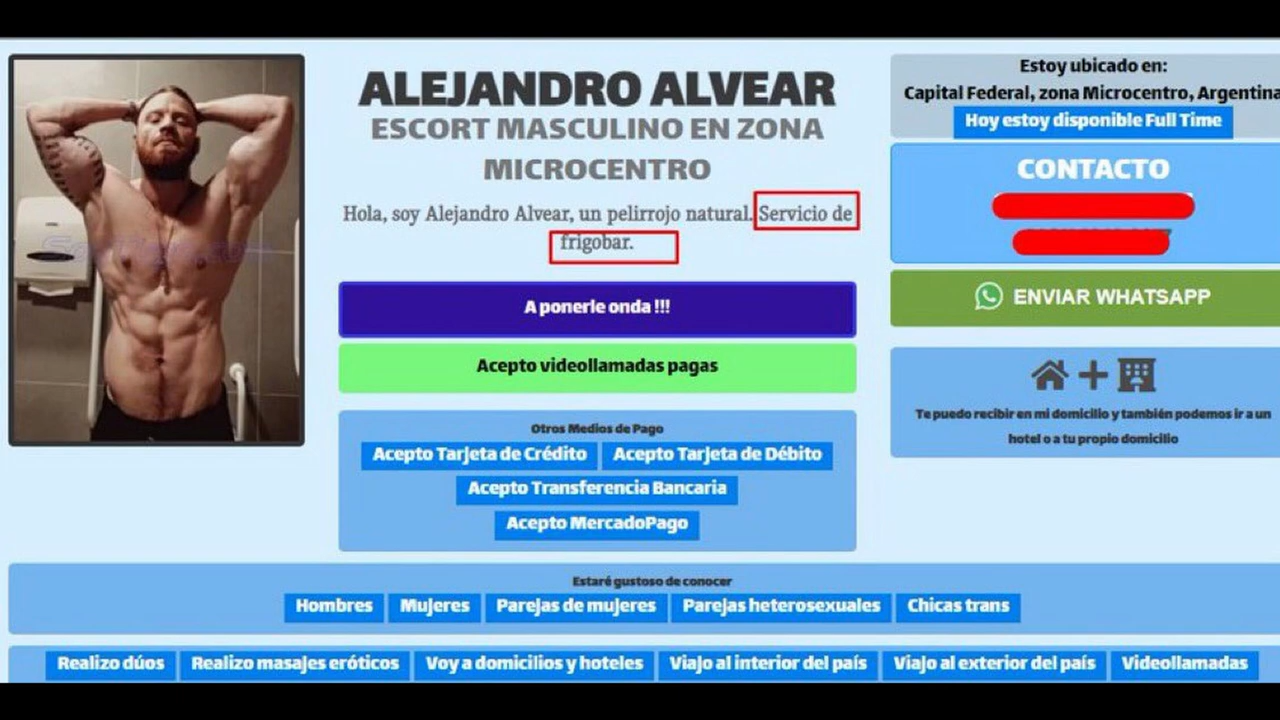 ALEJANDRO ALVEAR
ESCORT MASCULINO EN ZONA
MICROCENTRO
Hola, soy Alejandro Alvear, un pelirrojo natural. Servicio de
frigobar.
A ponerle onda !!!
Acepto videollamadas pagas
Otros Medios de Pago
Acepto Tarjeta de Crédito
Acepto Tarjeta de Débito
Acepto Transferencia Bancaria
Acepto MercadoPago
Estoy ubicado en:
Capital Federal, zona Microcentro, Argentina
Hoy estoy disponible Full Time
CONTACTO
ENVIAR WHATSAPP
Te puedo recibir en mi domicilio y también podemos ir a un
hotel o a tu propio domicilio
Estaré gustoso de conocer
Hombres Mujeres Parejas de mujeres Parejas heterosexuales Chicas trans
Realizo dúos Realizo masajes eróticos Voy a domicilios y hoteles Viajo al interior del país Viajo al exterior del país Videollamadas